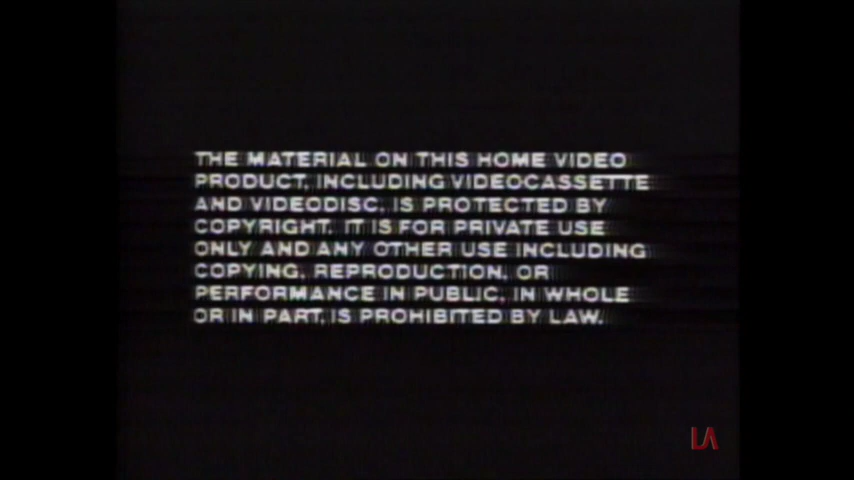 THE MATERIAL ON THIS HOME VIDEO
PRODUCT, INCLUDING VIDEOCASSETTE
AND VIDEODISC, IS PROTECTED BY
COPYRIGHT. IT IS FOR PRIVATE USE
ONLY AND ANY OTHER USE INCLUDING
COPYING, REPRODUCTION, OR
PERFORMANCE IN PUBLIC, IN WHOLE
OR IN PART, IS PROHIBITED BY LAW.
LA